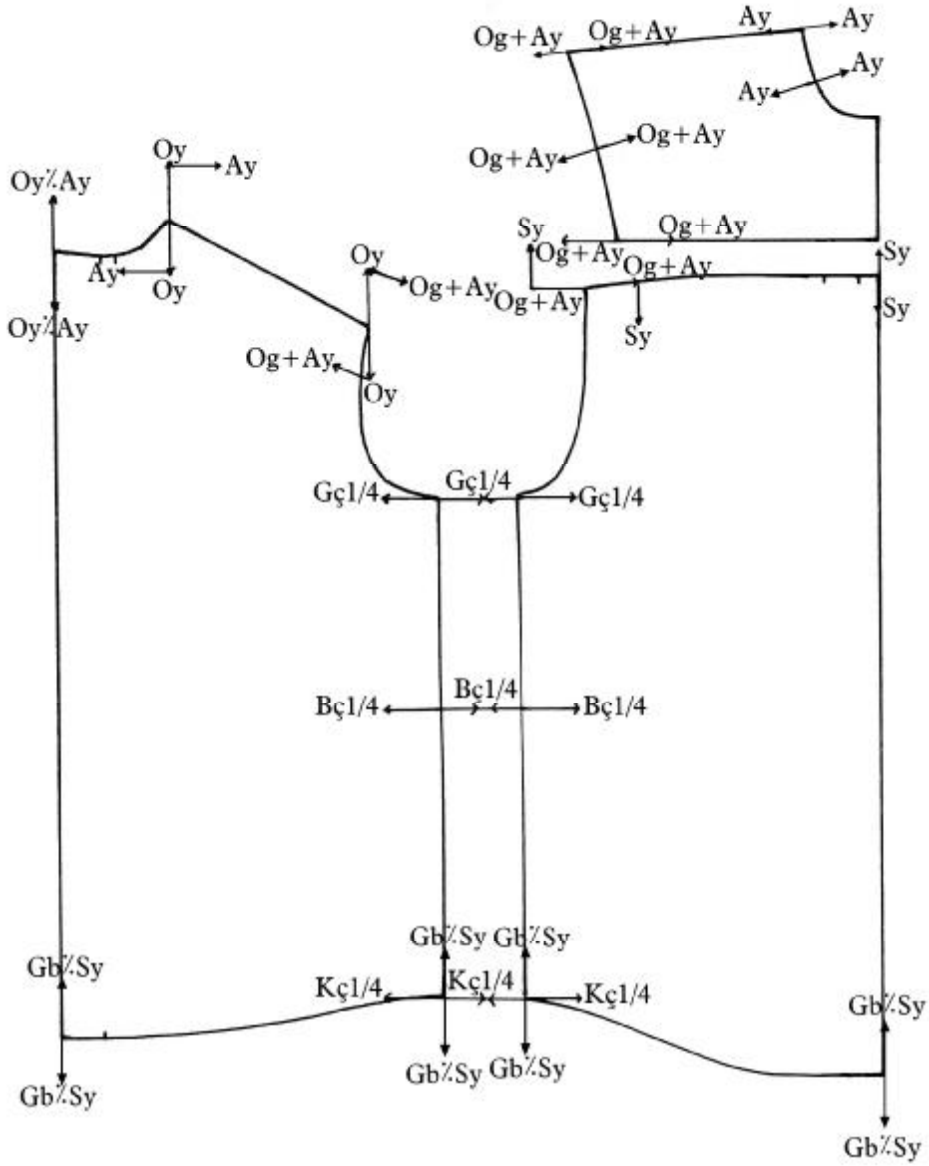 Og+Ay Og+Ay Ay Ay
Ay
Ay
Og+Ay Og+Ay
Oy Ay
Oy٪Ay
Ay Oy
Oy٪Ay
Sy Og+Ay
Og+Ay Og+Ay Sy
Oy Og+Ay Og+Ay
Sy
Sy
Og+Ay Oy
Gç1/4 Gç1/4 Gç1/4
Bç1/4 Bç1/4 Bç1/4
Gb٪Sy Gb٪Sy Gb٪Sy
Kç1/4 Kç1/4 Kç1/4
Gb٪Sy
Gb٪Sy Gb٪Sy Gb٪Sy
Gb٪Sy